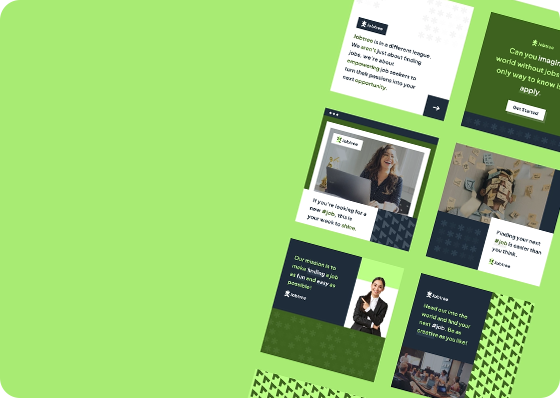 Jobtree
Jobtree is in a different league.
We aren't just about finding
jobs, we're about
empowering job seekers to
turn their passions into your
next opportunity.
Jobtree
Can you imagin
world without jobs
only way to know is
apply.
Get Started
Jobtree
If you're looking for a
new #job, this is
your week to shine.
Finding your next
#job is easier than
you think.
Jobtree
Our mission is to
make finding a job
as fun and easy as
possible!
Jobtree
Jobtree
Head out into the
world and find your
next #job. Be as
creative as you like!